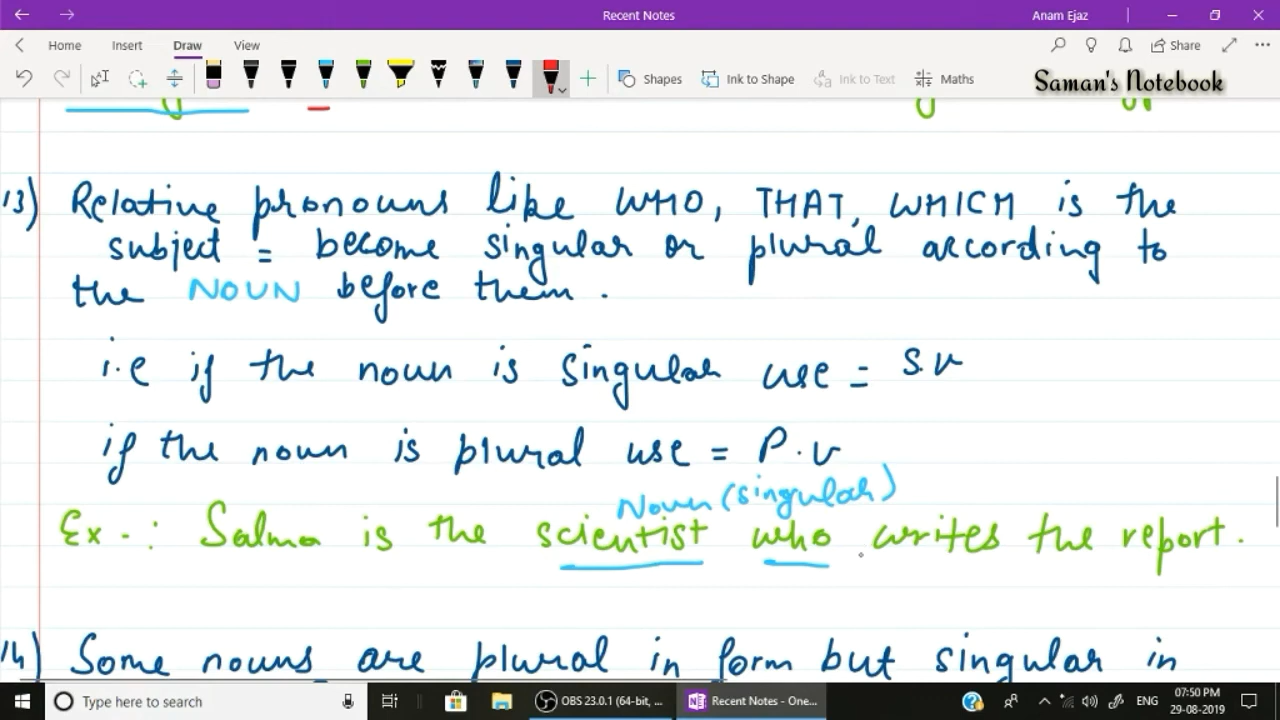 Recent Notes
Anam Ejaz
Home Insert Draw View
Share
Shapes
Ink to Shape
Ink to Text
Maths
Saman's Notebook
13) Relative pronouns like WHO, THAT, WHICH is the
subject = become singular or plural according to
the NOUN before them.
i.e if the noun is singular use = S.V
if the noun is plural use = P.V
Noun (singular)
Ex-: Salma is the scientist who writes the report.
14) Some nouns are plural in form but singular in
Type here to search
OBS 23.0.1 (64-bit, ...
Recent Notes - One...
ENG
07:50 PM
29-08-2019